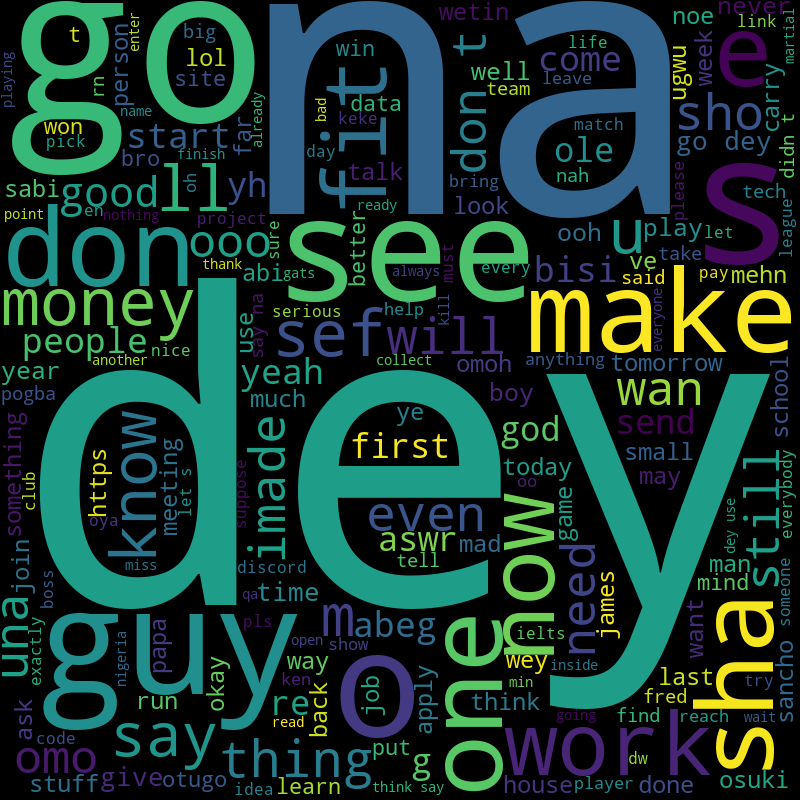 go
na
dey
s
e
see
make
guy
don
ll
fit
don t
sho
ole
come
wetin
noe
ugwu
week
never
link
enter
martial
carry
go dey
didn t
please
tech
league
life
leave
team
match
nah
bring
look
well
win
data
keke
day
talk
bad
t
big
lol
site
person
rn
won
pick
start
bro
far
already
name
finish
oh
playing
sabi
good
yh
point
en
nothing
project
ready
ooo
sure
abi
gats
thank
better
always
must
every
ooh
u
play
let
ve
take
bisi
said
pay
mehn
everyone
money
people
nice
use
say na
serious
help
sef
will
kill
omoh
anything
tomorrow
year
another
yeah
collect
pogba
much
boy
wan
school
ye
god
send
small
first
know
https
meeting
let s
imade
suppose
something
club
today
may
still
everybody
even
aswr
mad
tell
oo
now
game
man
mind
dey use
someone
oya
miss
discord
join
boss
time
qa
pls
need
james
want
una
exactly
nigeria
papa
m
abeg
o
one
ielts
wey
inside
sancho
sha
open
show
way
re
ken
min
last
fred
try
okay
run
back
job
apply
think
find
reach
wait
going
ask
code
omo
say
thing
read
put
g
work
dw
stuff
give
otugo
idea
learn
think say
house
player
done
osuki